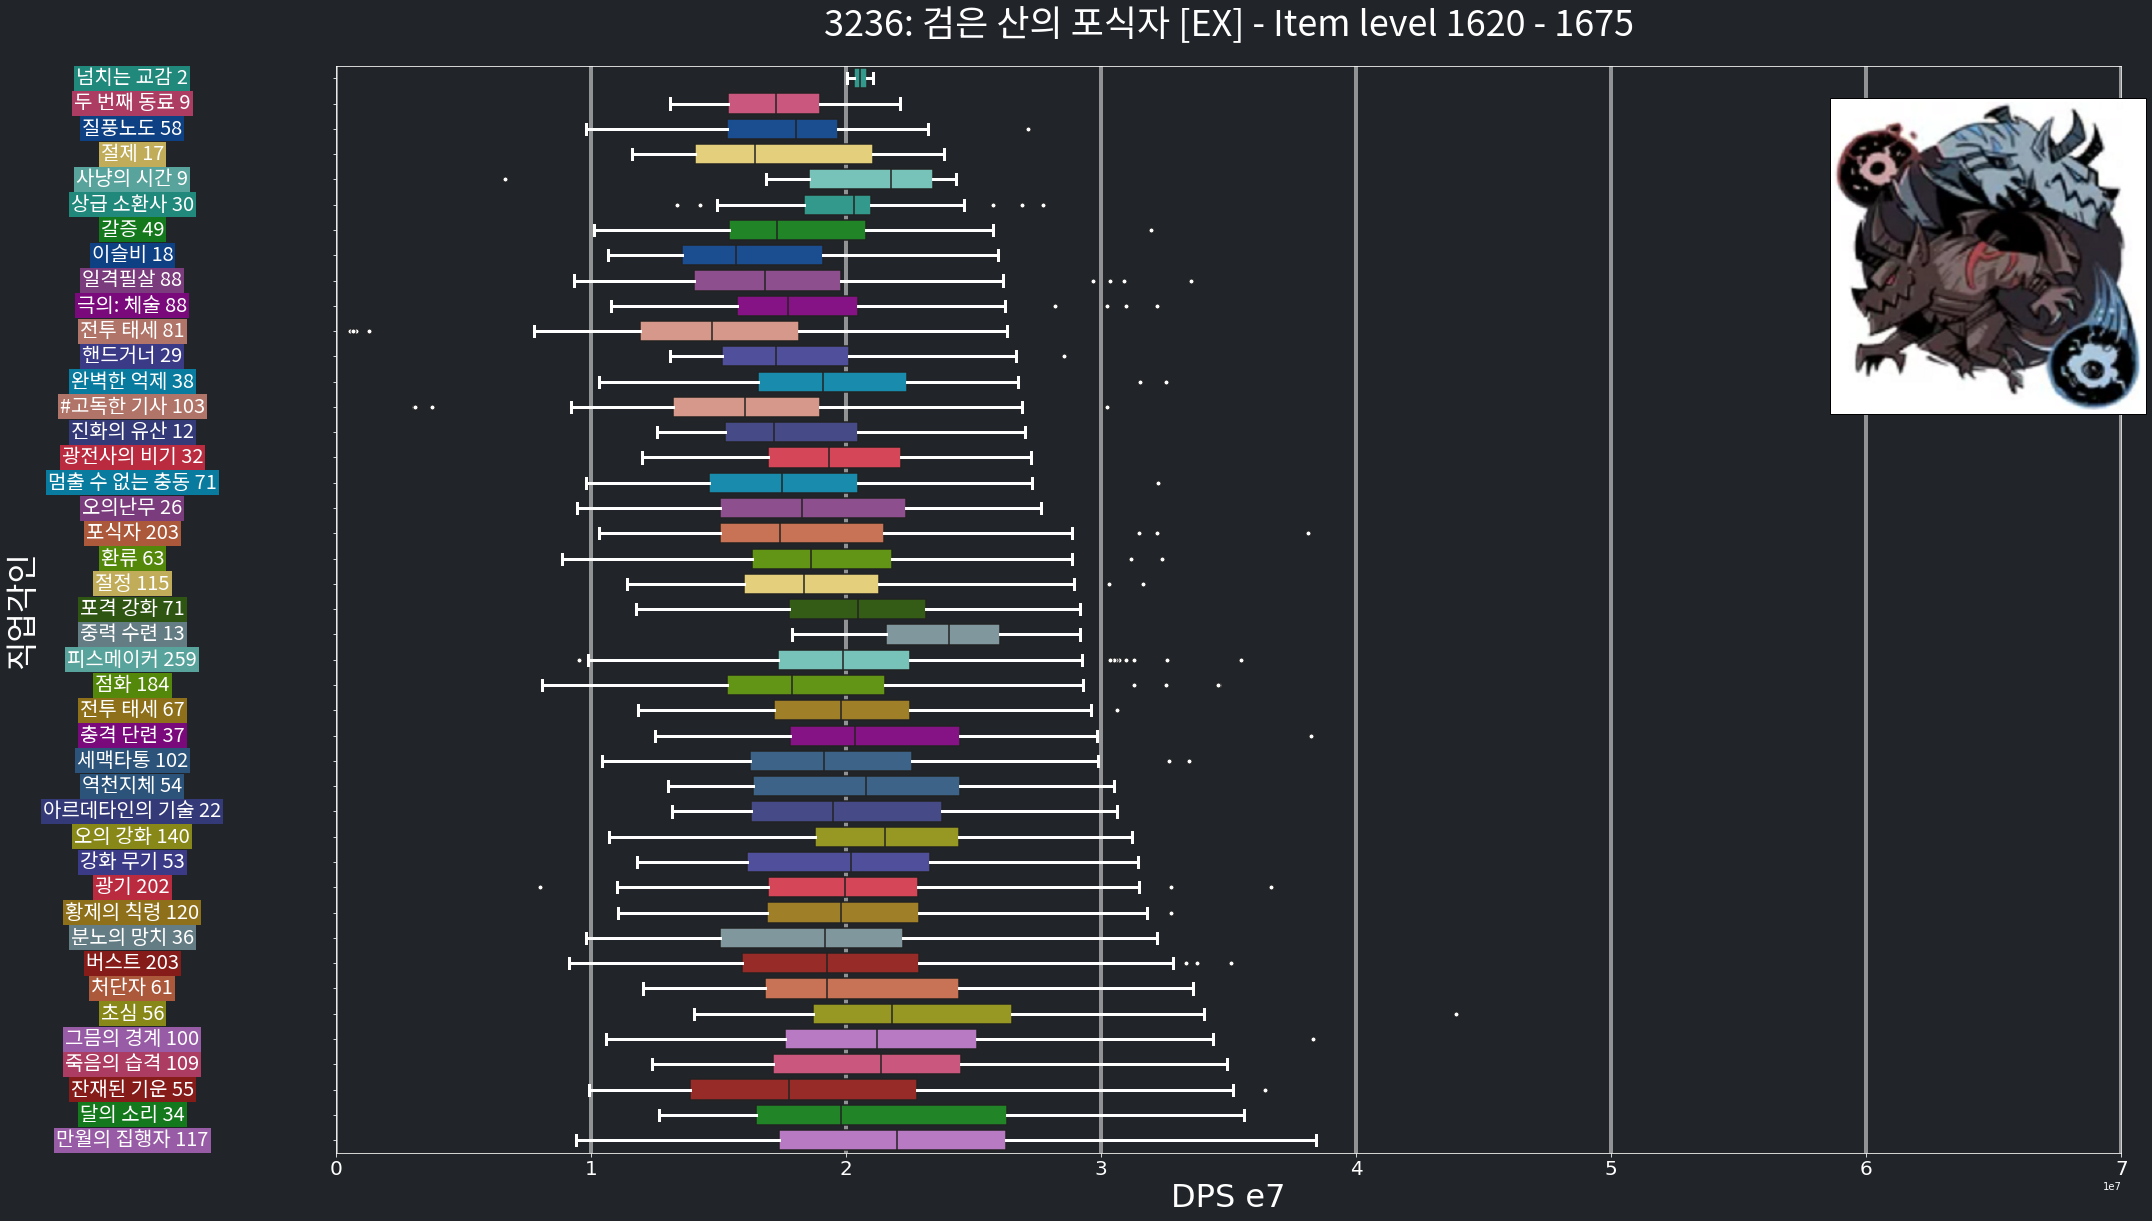 3236: 검은 산의 포식자 [EX] - Item level 1620 - 1675
넘치는 교감 2
두 번째 동료 9
질풍노도 58
절제 17
사냥의 시간 9
상급 소환사 30
갈증 49
이슬비 18
일격필살 88
극의: 체술 88
전투 태세 81
핸드거너 29
완벽한 억제 38
#고독한 기사 103
진화의 유산 12
광전사의 비기 32
멈출 수 없는 충동 71
오의난무 26
포식자 203
환류 63
절정 115
포격 강화 71
중력 수련 13
피스메이커 259
점화 184
전투 태세 67
충격 단련 37
세맥타통 102
역천지체 54
아르데타인의 기술 22
오의 강화 140
강화 무기 53
광기 202
황제의 칙령 120
분노의 망치 36
버스트 203
처단자 61
초심 56
그믐의 경계 100
죽음의 습격 109
잔재된 기운 55
달의 소리 34
만월의 집행자 117
직업각인
0 1 2 3 4 5 6 7
1e7
DPS e7